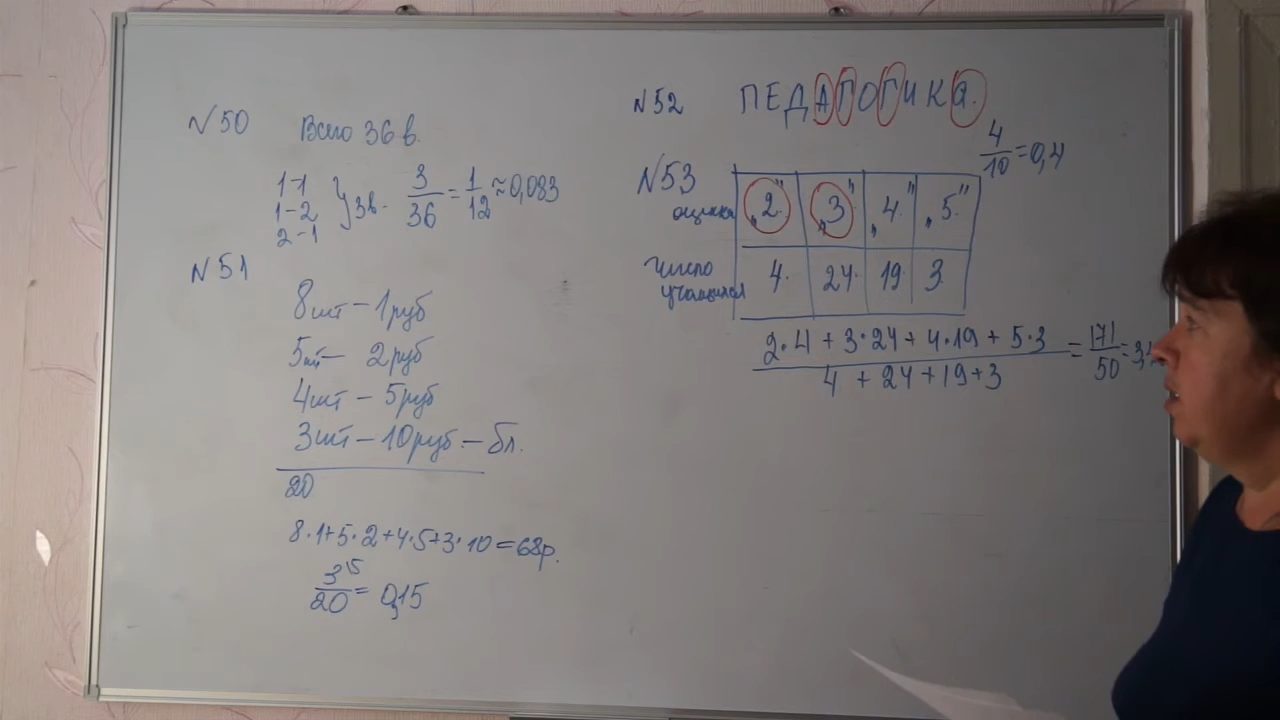 №50 Всего 36 в.
1-1
1-2
2-1
} 3в. 3/36 = 1/12 ≈ 0,083
№51
8шт - 1руб
5шт - 2руб
4шт - 5руб
3шт - 10руб - бл.
20
8·1+5·2+4·5+3·10=68р.
3/20 ¹⁵ = 0,15
№52 ПЕДАГОГИКа.
4/10 = 0,4
№53
оценка „2" „3" „4" „5"
число учащихся 4 24 19 3
2·4 + 3·24 + 4·19 + 5·3 / 4 + 24 + 19 + 3 = 171/50 = 3,